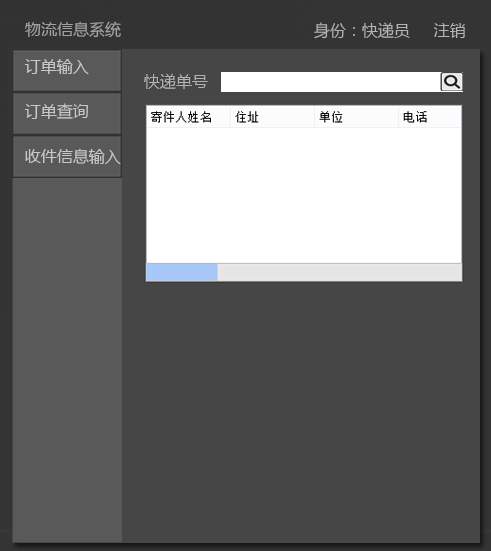 物流信息系统
身份：快递员 注销
订单输入
订单查询
收件信息输入
快递单号
寄件人姓名 住址 单位 电话